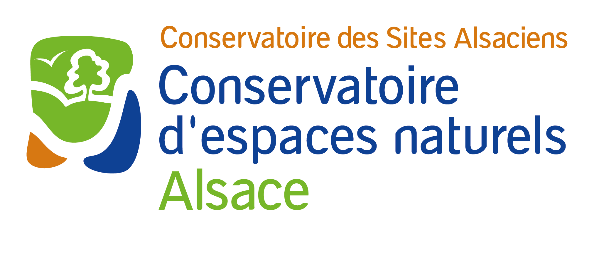 Conservatoire des Sites Alsaciens
Conservatoire
d'espaces naturels
Alsace